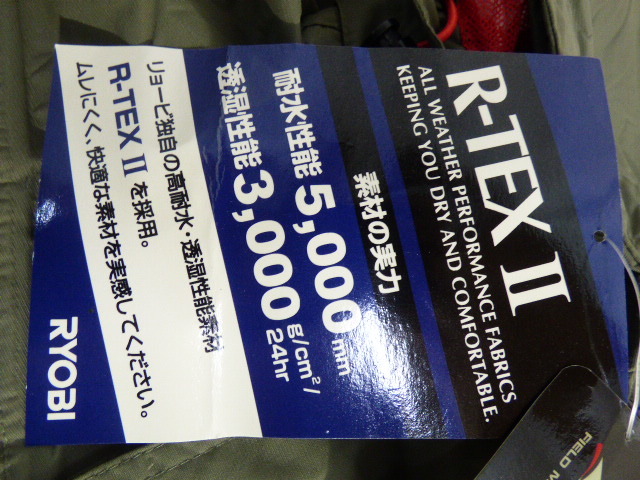 R-TEX II
ALL WEATHER PERFORMANCE FABRICS
KEEPING YOU DRY AND COMFORTABLE.
素材の実力
耐水性能 5,000mm
透湿性能 3,000g/cm²/24hr
リョービ独自の高耐水・透湿性能素材
R-TEX II を採用。
ムレにくく、快適な素材を実感してください。
RYOBI
FIELD